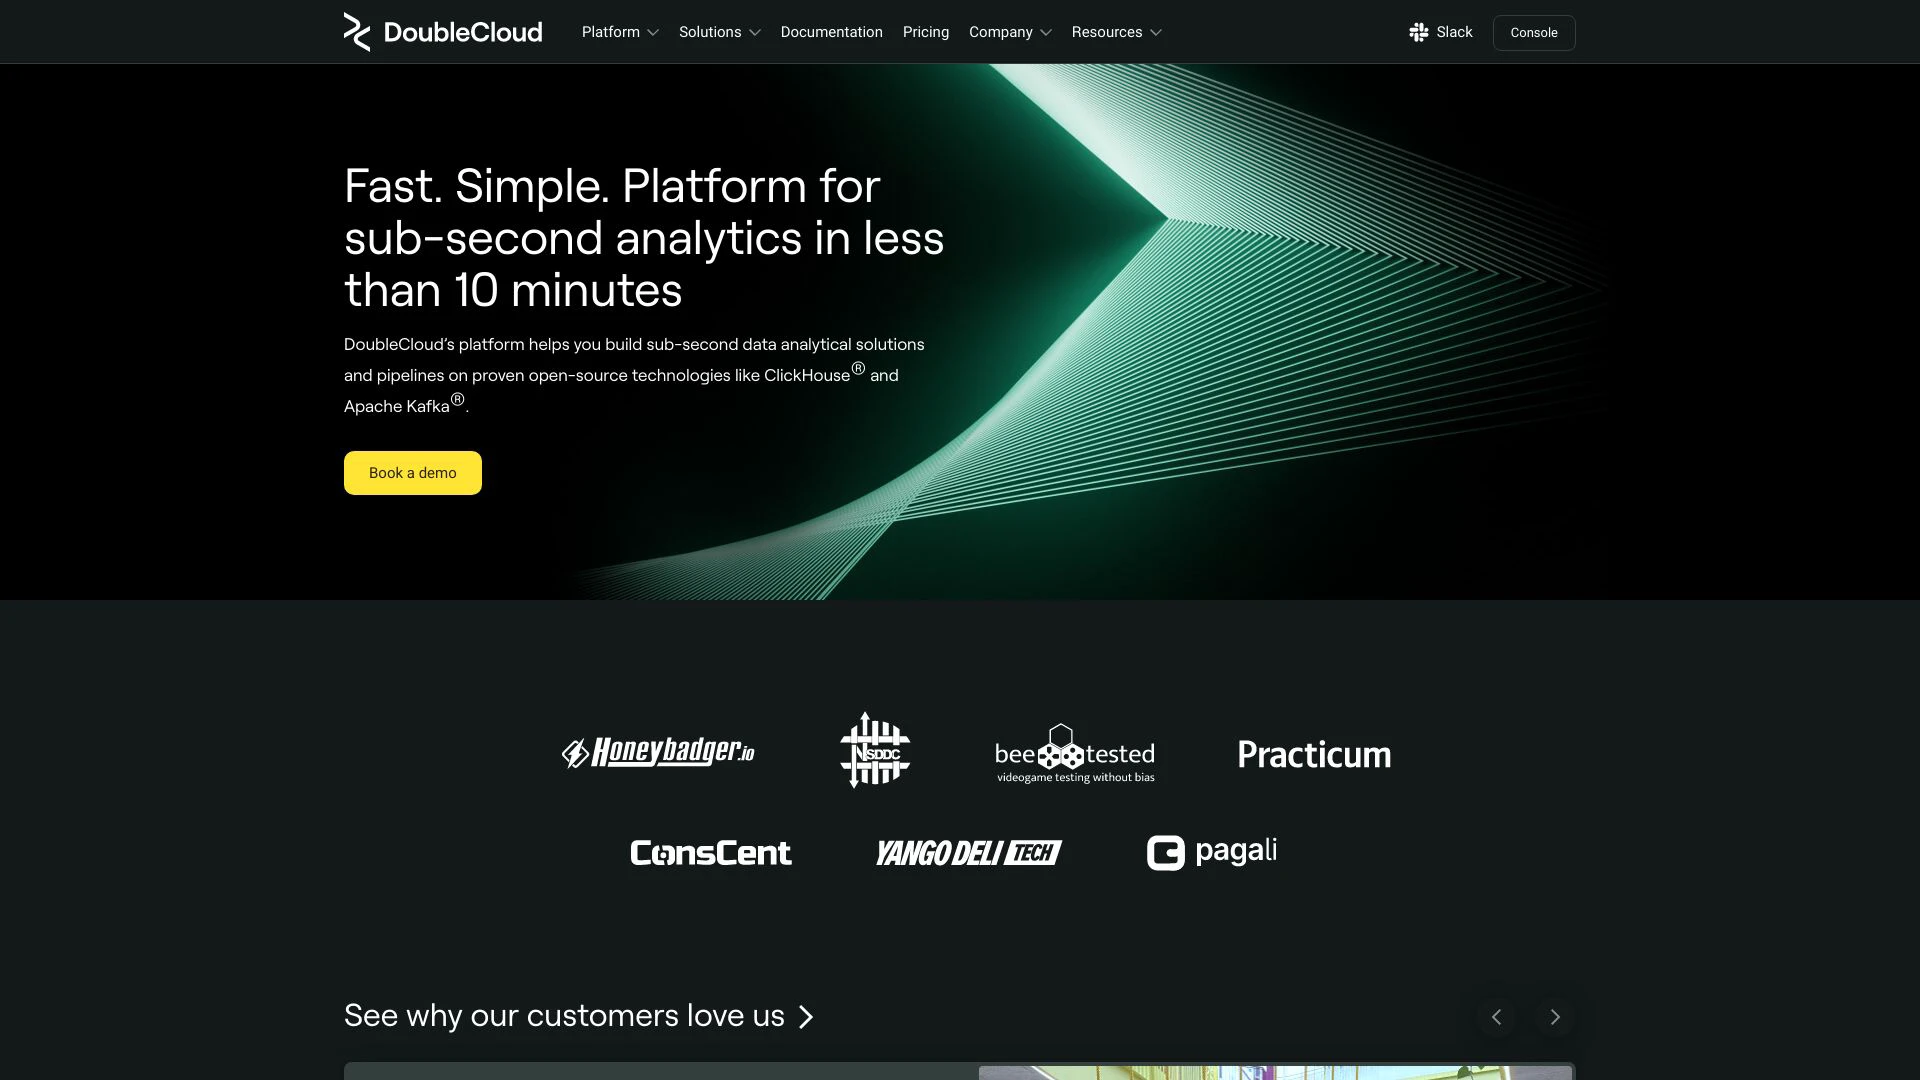 DoubleCloud
Platform
Solutions
Documentation
Pricing
Company
Resources
Slack
Console
Fast. Simple. Platform for
sub-second analytics in less
than 10 minutes
DoubleCloud’s platform helps you build sub-second data analytical solutions
and pipelines on proven open-source technologies like ClickHouse® and
Apache Kafka®.
Book a demo
Honeybadger.io
NSDDC
bee tested
videogame testing without bias
Practicum
ConsCent
YANGO DELI TECH
pagali
See why our customers love us